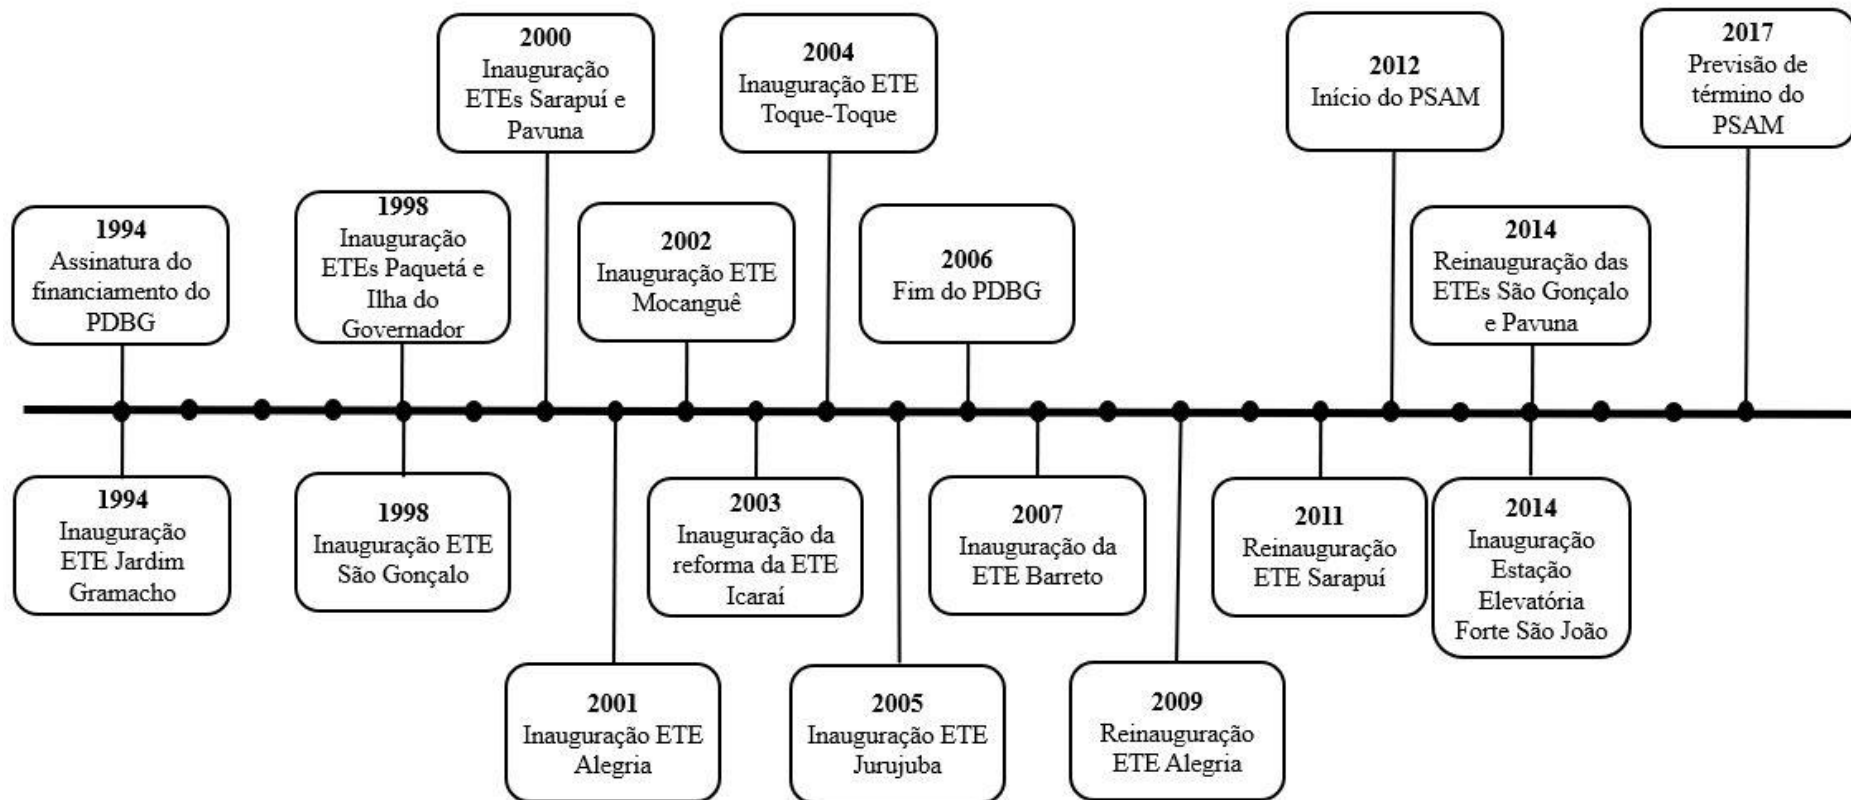 1994
Assinatura do
financiamento do
PDBG
1994
Inauguração
ETE Jardim
Gramacho
1998
Inauguração
ETEs Paquetá e
Ilha do
Governador
1998
Inauguração ETE
São Gonçalo
2000
Inauguração
ETEs Sarapuí e
Pavuna
2001
Inauguração ETE
Alegria
2002
Inauguração ETE
Mocanguê
2003
Inauguração da
reforma da ETE
Icaraí
2004
Inauguração ETE
Toque-Toque
2005
Inauguração ETE
Jurujuba
2006
Fim do PDBG
2007
Inauguração da
ETE Barreto
2009
Reinauguração
ETE Alegria
2011
Reinauguração
ETE Sarapuí
2012
Início do PSAM
2014
Reinauguração das
ETEs São Gonçalo
e Pavuna
2014
Inauguração
Estação
Elevatória
Forte São João
2017
Previsão de
término do
PSAM